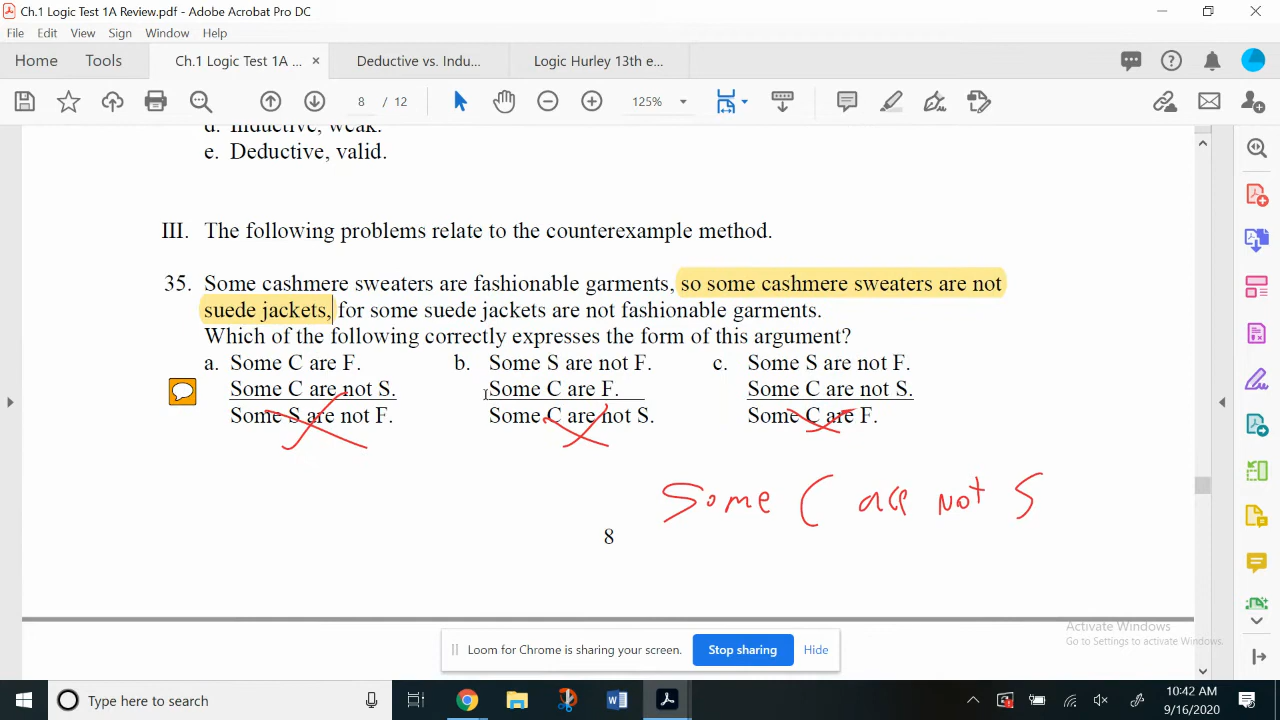 Ch.1 Logic Test 1A Review.pdf - Adobe Acrobat Pro DC
File Edit View Sign Window Help
Home Tools Ch.1 Logic Test 1A ... × Deductive vs. Indu... Logic Hurley 13th e...
8 / 12 125%
d. Inductive, weak.
e. Deductive, valid.
III. The following problems relate to the counterexample method.
35. Some cashmere sweaters are fashionable garments, so some cashmere sweaters are not
suede jackets, for some suede jackets are not fashionable garments.
Which of the following correctly expresses the form of this argument?
a. Some C are F. b. Some S are not F. c. Some S are not F.
Some C are not S. Some C are F. Some C are not S.
Some S are not F. Some C are not S. Some C are F.
Some C are not S
8
Activate Windows
Go to Settings to activate Windows.
Loom for Chrome is sharing your screen. Stop sharing Hide
Type here to search
10:42 AM
9/16/2020